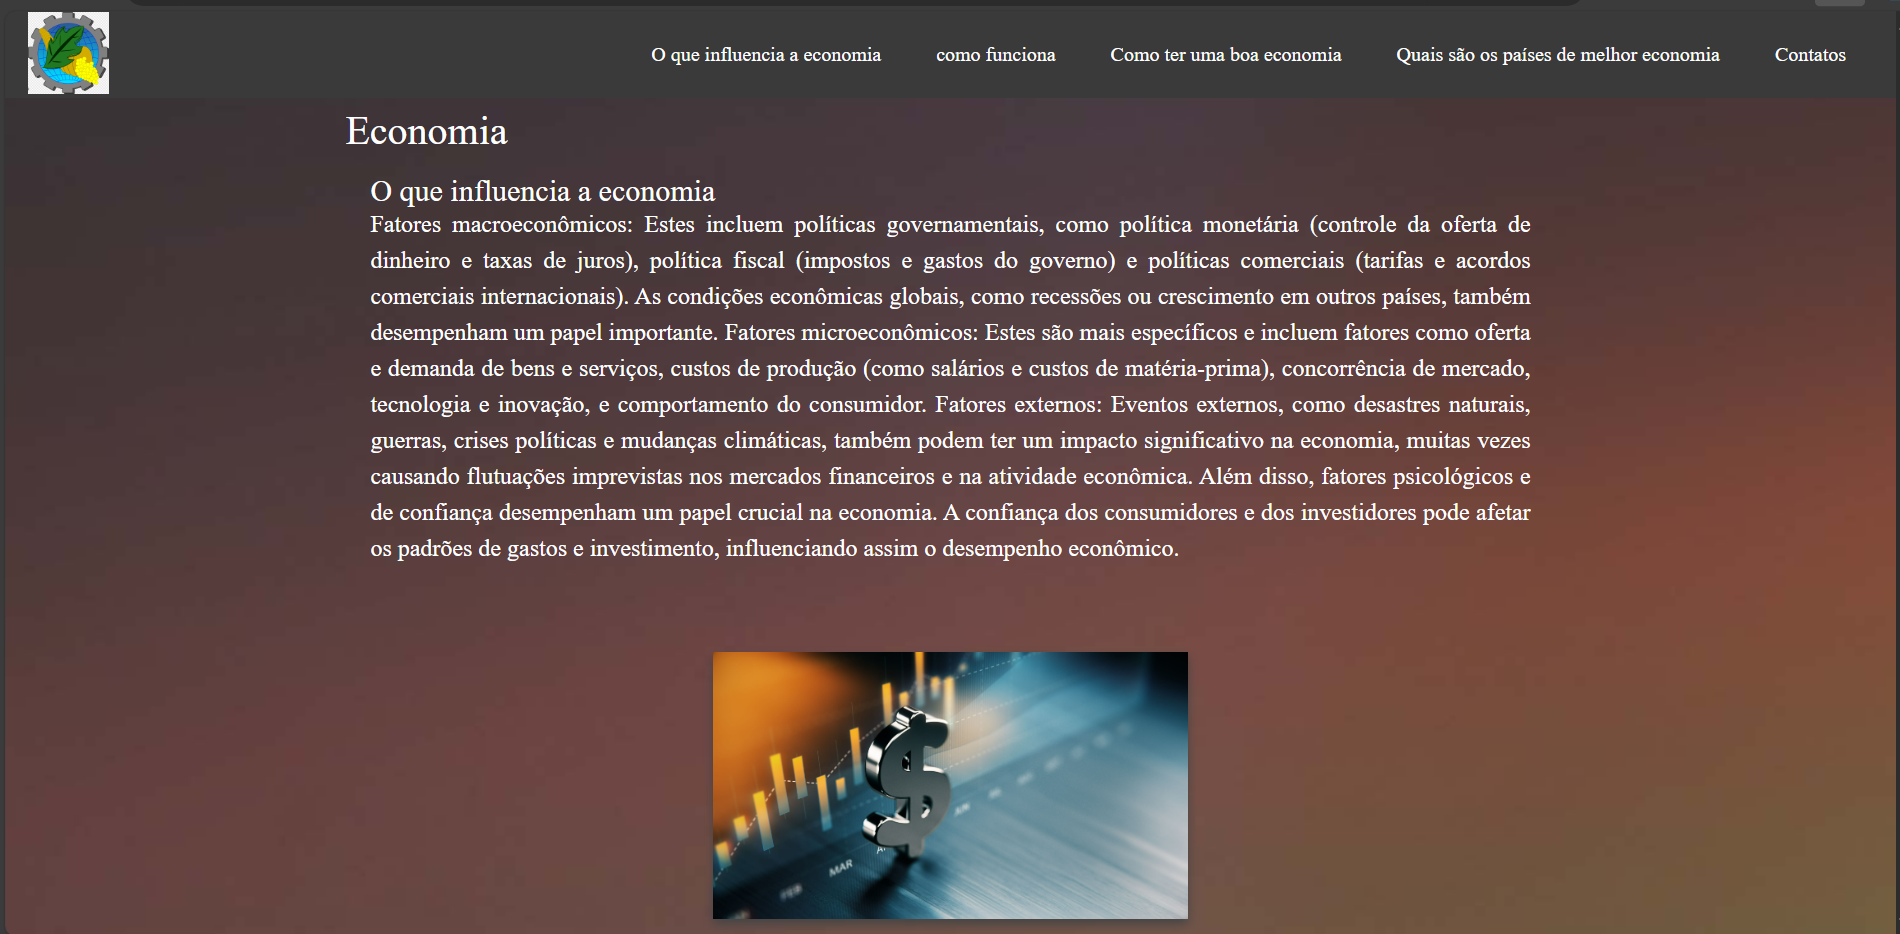 O que influencia a economia
como funciona
Como ter uma boa economia
Quais são os países de melhor economia
Contatos
Economia
O que influencia a economia
Fatores macroeconômicos: Estes incluem políticas governamentais, como política monetária (controle da oferta de
dinheiro e taxas de juros), política fiscal (impostos e gastos do governo) e políticas comerciais (tarifas e acordos
comerciais internacionais). As condições econômicas globais, como recessões ou crescimento em outros países, também
desempenham um papel importante. Fatores microeconômicos: Estes são mais específicos e incluem fatores como oferta
e demanda de bens e serviços, custos de produção (como salários e custos de matéria-prima), concorrência de mercado,
tecnologia e inovação, e comportamento do consumidor. Fatores externos: Eventos externos, como desastres naturais,
guerras, crises políticas e mudanças climáticas, também podem ter um impacto significativo na economia, muitas vezes
causando flutuações imprevistas nos mercados financeiros e na atividade econômica. Além disso, fatores psicológicos e
de confiança desempenham um papel crucial na economia. A confiança dos consumidores e dos investidores pode afetar
os padrões de gastos e investimento, influenciando assim o desempenho econômico.
$
FEB
MAR
JUN